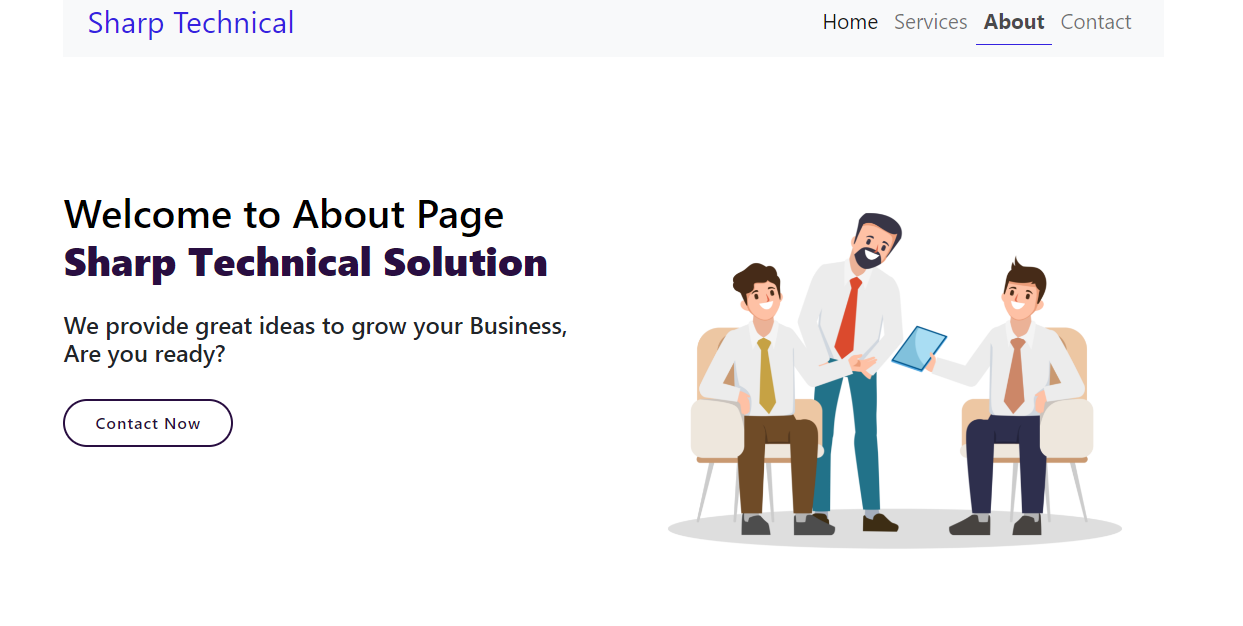 Sharp Technical
Home Services About Contact
Welcome to About Page
Sharp Technical Solution
We provide great ideas to grow your Business,
Are you ready?
Contact Now